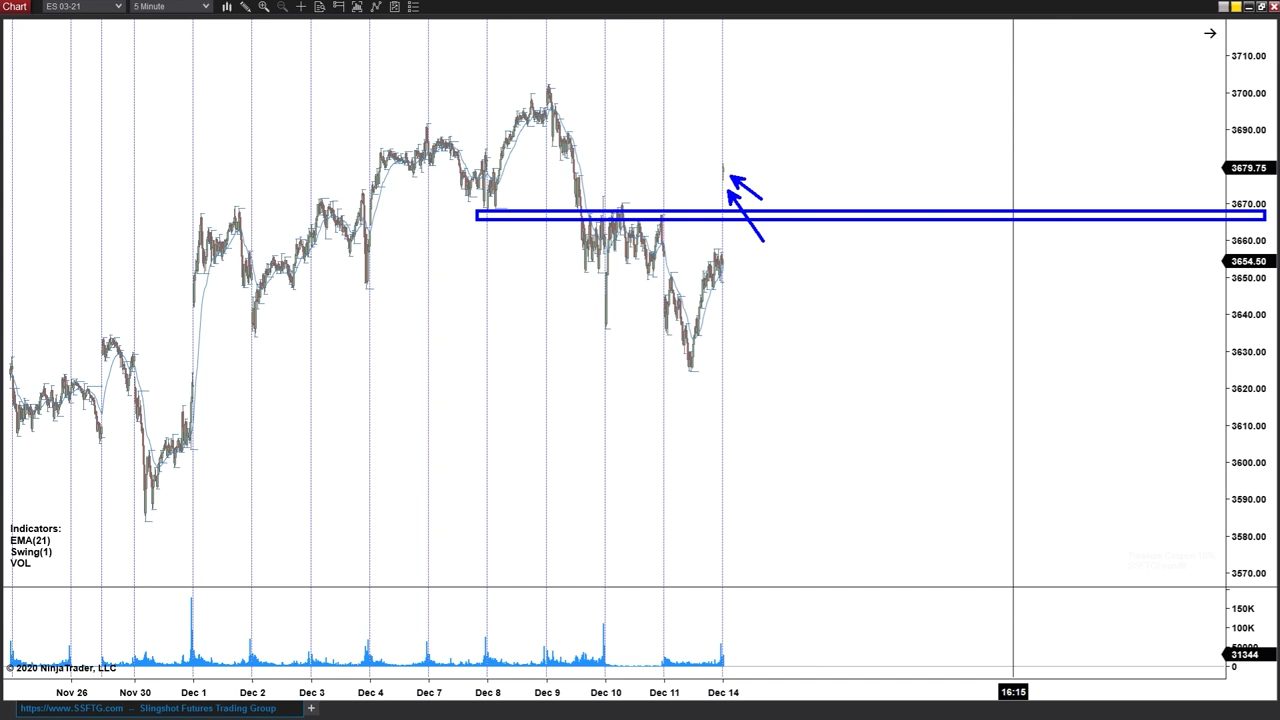 Chart ES 03-21 5 Minute
3710.00
3700.00
3690.00
3679.75
3670.00
3660.00
3654.50
3650.00
3640.00
3630.00
3620.00
3610.00
3600.00
3590.00
3580.00
3570.00
Indicators:
EMA(21)
Swing(1)
VOL
150K
100K
31344
0
© 2020 NinjaTrader, LLC
Nov 26 Nov 30 Dec 1 Dec 2 Dec 3 Dec 4 Dec 7 Dec 8 Dec 9 Dec 10 Dec 11 Dec 14 16:15
https://www.SSFTG.com -- Slingshot Futures Trading Group +